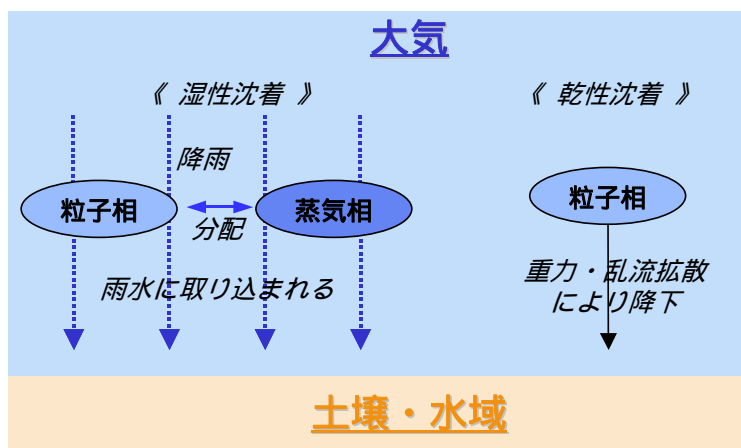 大気
《 湿性沈着 》
《 乾性沈着 》
降雨
粒子相
蒸気相
粒子相
分配
重力・乱流拡散
により降下
雨水に取り込まれる
土壌・水域